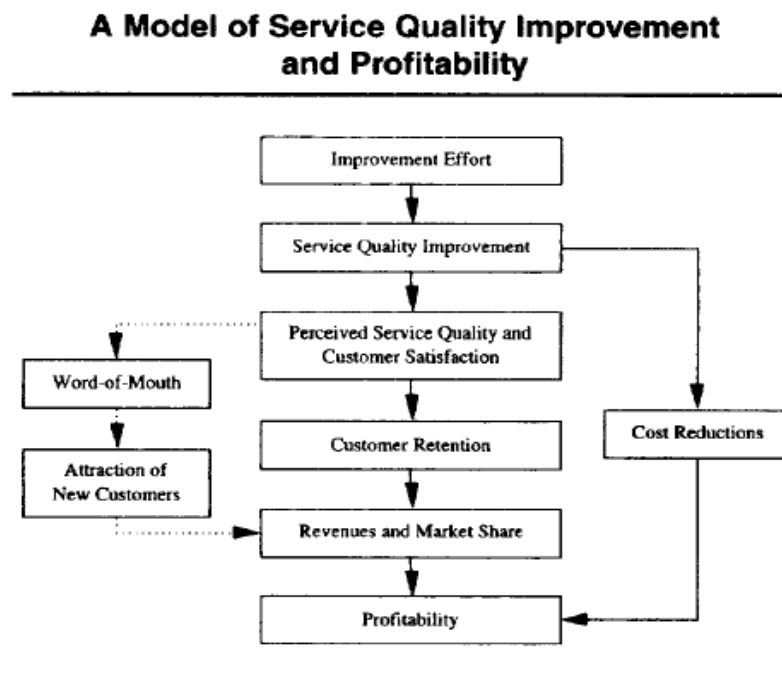 A Model of Service Quality Improvement
and Profitability
Improvement Effort
Service Quality Improvement
Perceived Service Quality and
Customer Satisfaction
Word-of-Mouth
Customer Retention
Cost Reductions
Attraction of
New Customers
Revenues and Market Share
Profitability